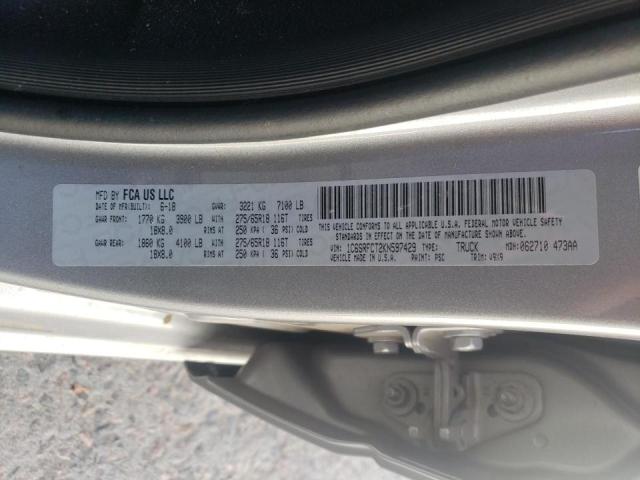 MFD BY FCA US LLC
DATE OF MFR(BUILT): 6-18 GVWR: 3221 KG 7100 LB
GAWR FRONT: 1770 KG 3900 LB WITH 275/65R18 116T TIRES
18X8.0 RIMS AT 250 KPA ( 36 PSI) COLD
GAWR REAR: 1860 KG 4100 LB WITH 275/65R18 116T TIRES
18X8.0 RIMS AT 250 KPA ( 36 PSI) COLD
THIS VEHICLE CONFORMS TO ALL APPLICABLE U.S.A. FEDERAL MOTOR VEHICLE SAFETY
STANDARDS IN EFFECT ON THE DATE OF MANUFACTURE SHOWN ABOVE.
VIN: 1C6SRFCT2KN597429 TYPE: TRUCK MDH: 062710 473AA
VEHICLE MADE IN U.S.A. PAINT: PSC TRIM: